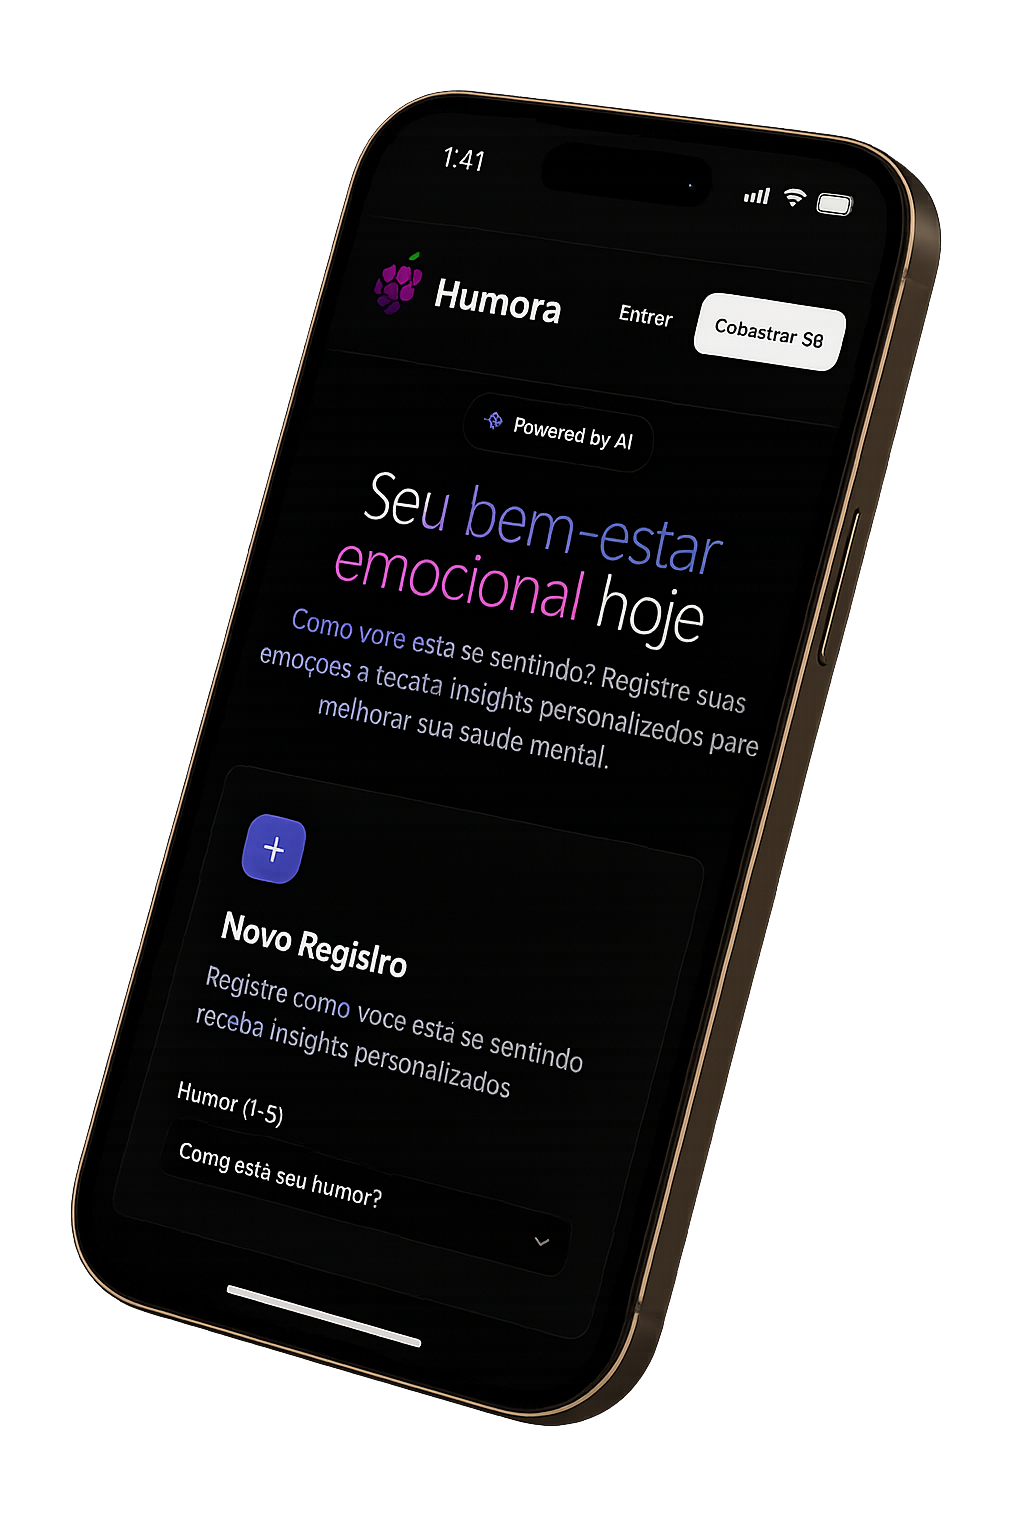 1:41
Humora
Entrer
Cobastrar S8
Powered by AI
Seu bem-estar
emocional hoje
Como vore esta se sentindo? Registre suas
emoçoes a tecata insights personalizedos pare
melhorar sua saude mental.
Novo Regislro
Registre como voce està se sentindo
receba insights personalizados
Humor (1-5)
Comg està seu humor?